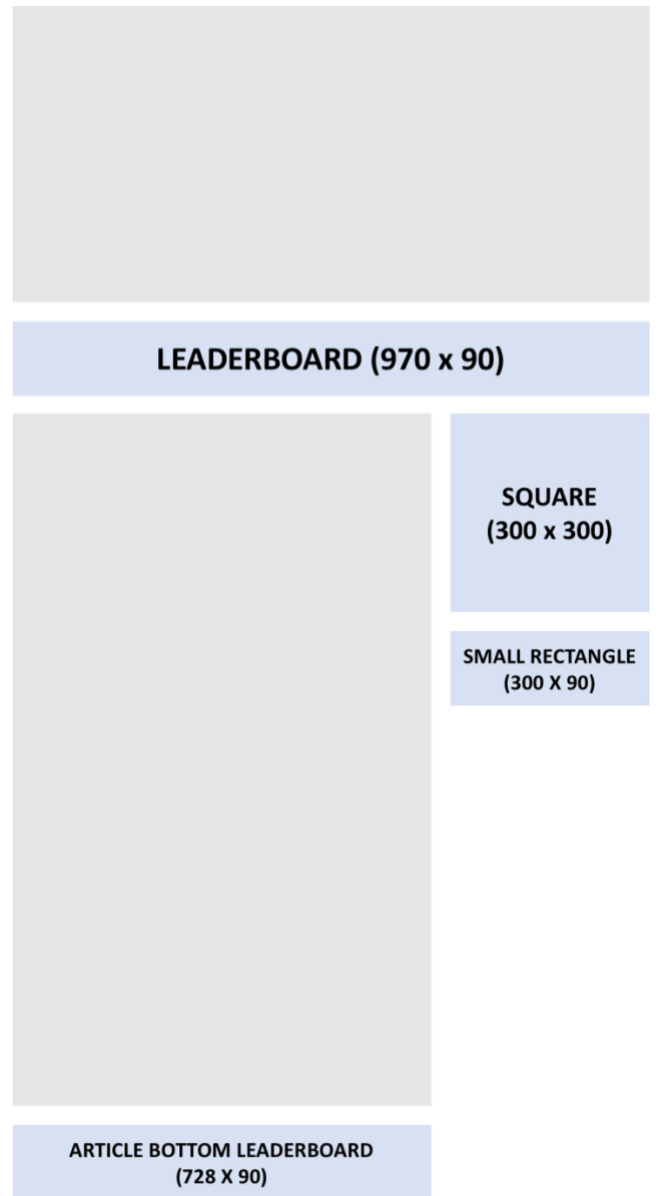 LEADERBOARD (970 x 90)
SQUARE
(300 x 300)
SMALL RECTANGLE
(300 X 90)
ARTICLE BOTTOM LEADERBOARD
(728 X 90)